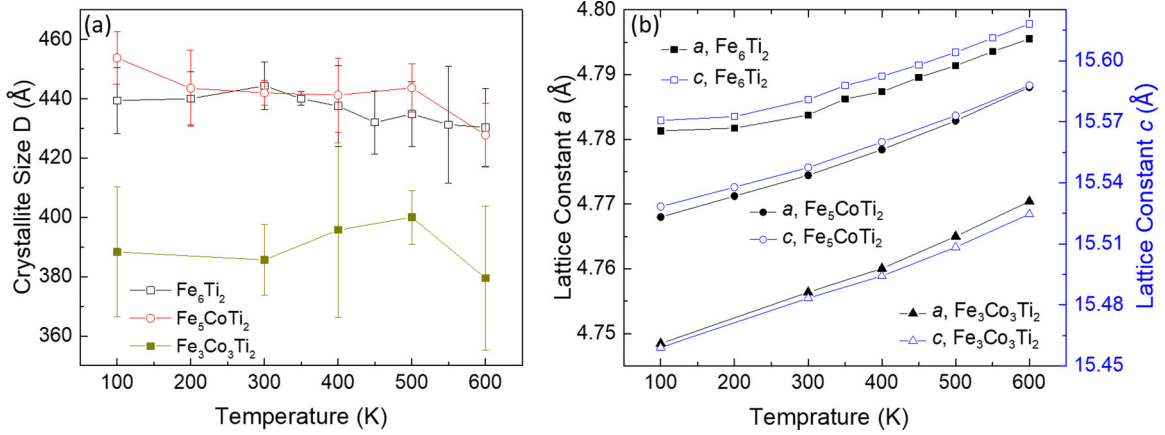 (a)
460
440
420
400
380
360
Crystallite Size D (Å)
Fe₆Ti₂
Fe₅CoTi₂
Fe₃Co₃Ti₂
100 200 300 400 500 600
Temperature (K)
(b)
4.80
4.79
4.78
4.77
4.76
4.75
Lattice Constant a (Å)
a, Fe₆Ti₂
c, Fe₆Ti₂
a, Fe₅CoTi₂
c, Fe₅CoTi₂
a, Fe₃Co₃Ti₂
c, Fe₃Co₃Ti₂
100 200 300 400 500 600
Temprature (K)
15.60
15.57
15.54
15.51
15.48
15.45
Lattice Constant c (Å)